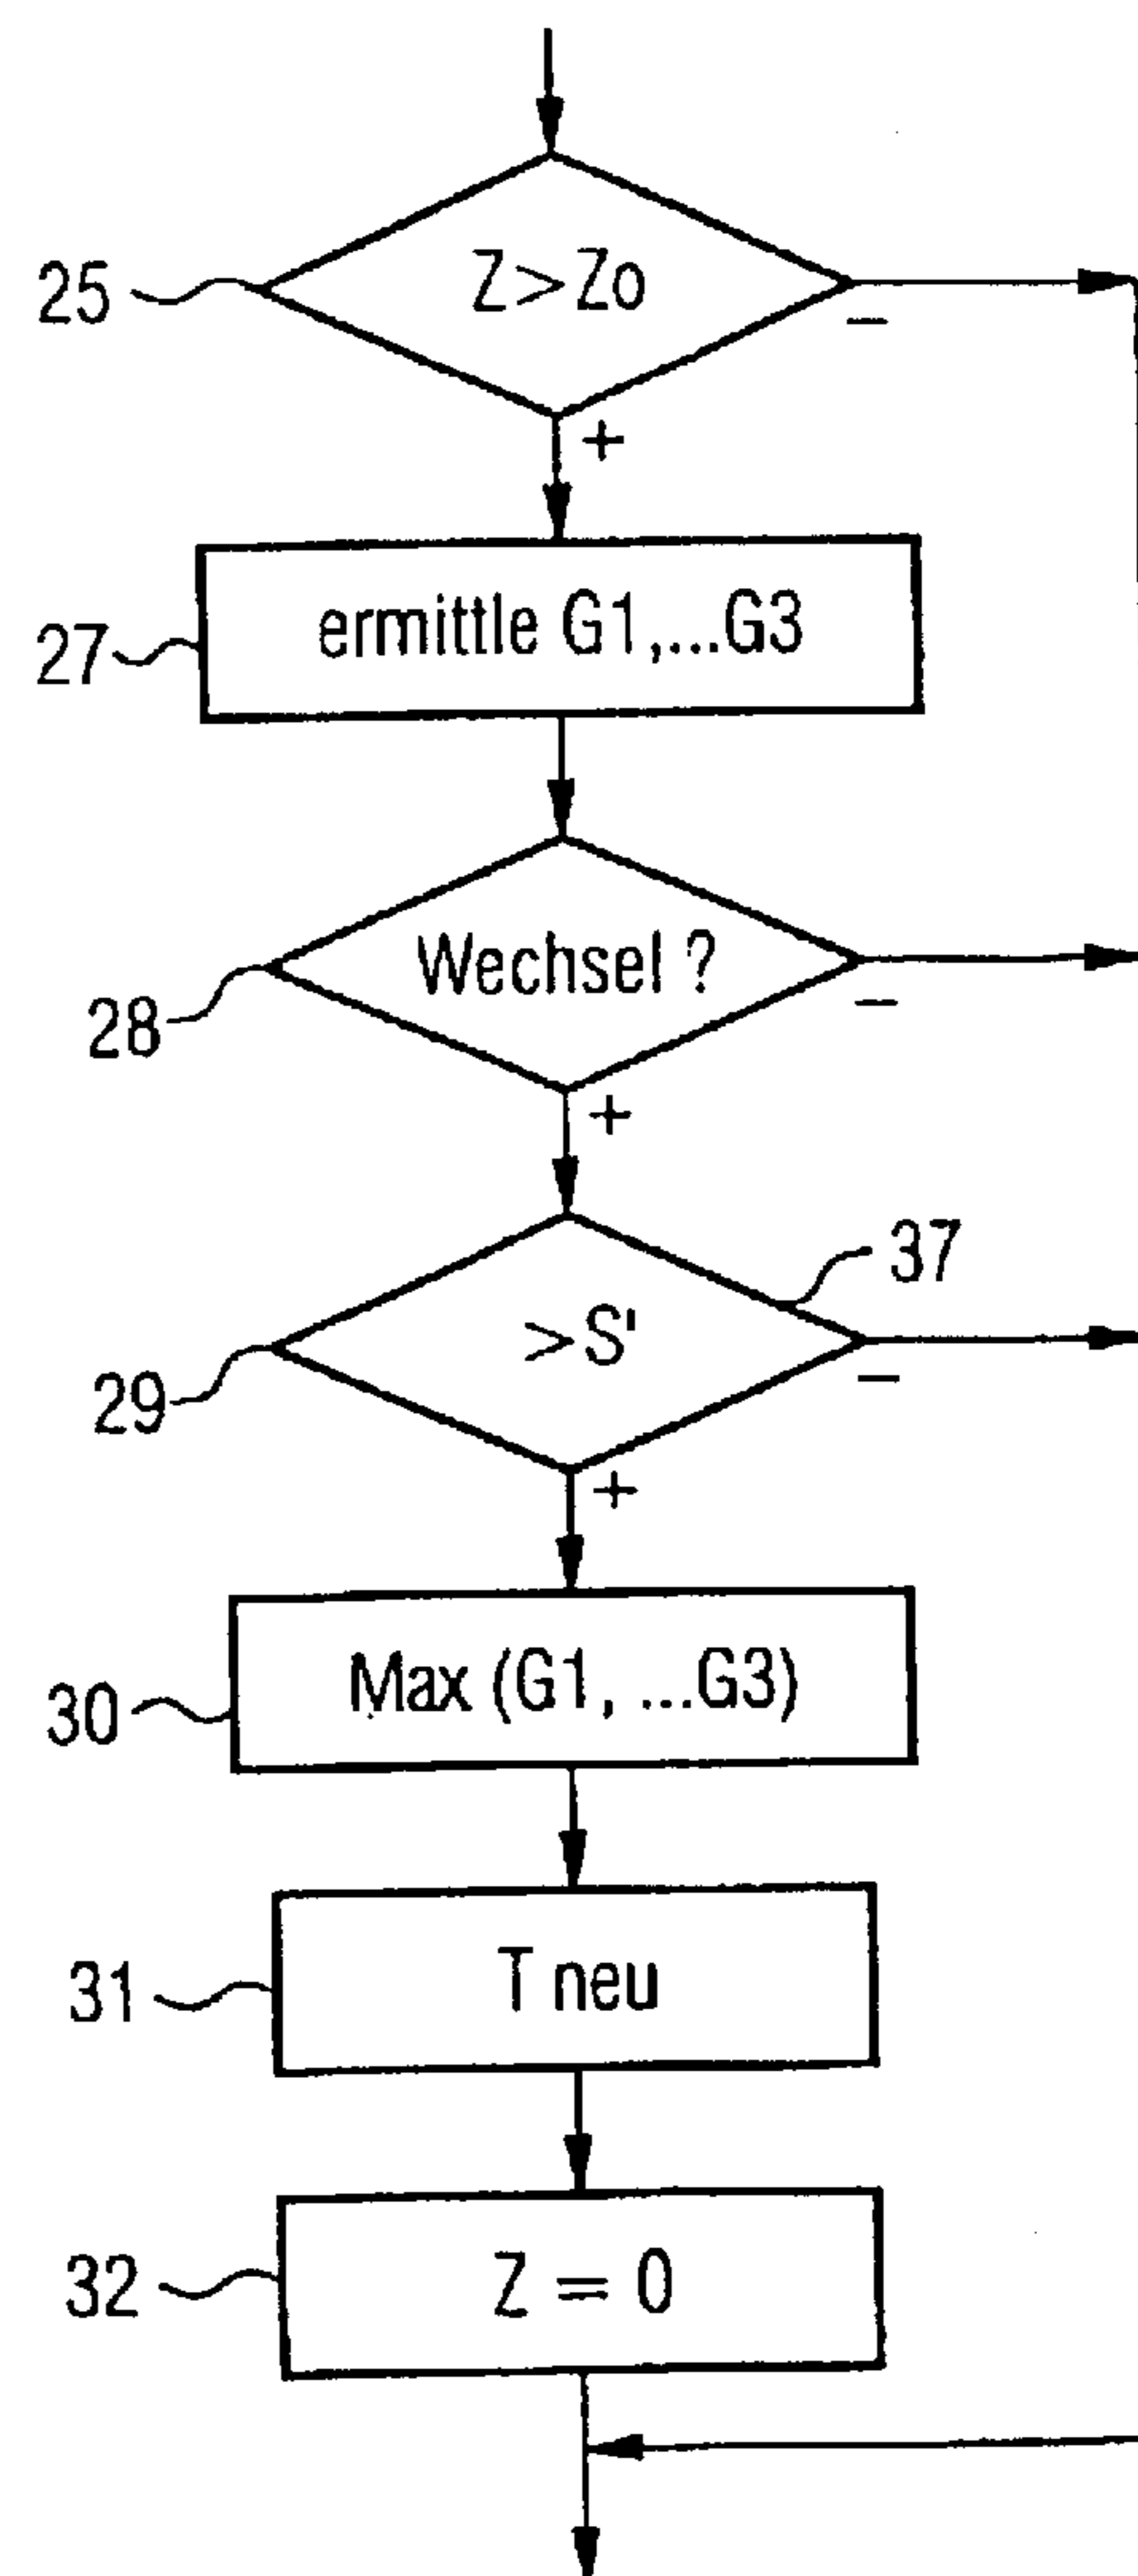 25
Z>Zo
−
+
27
ermittle G1,...G3
28
Wechsel ?
−
+
37
29
>S'
−
+
30
Max (G1, ...G3)
31
T neu
32
Z = 0